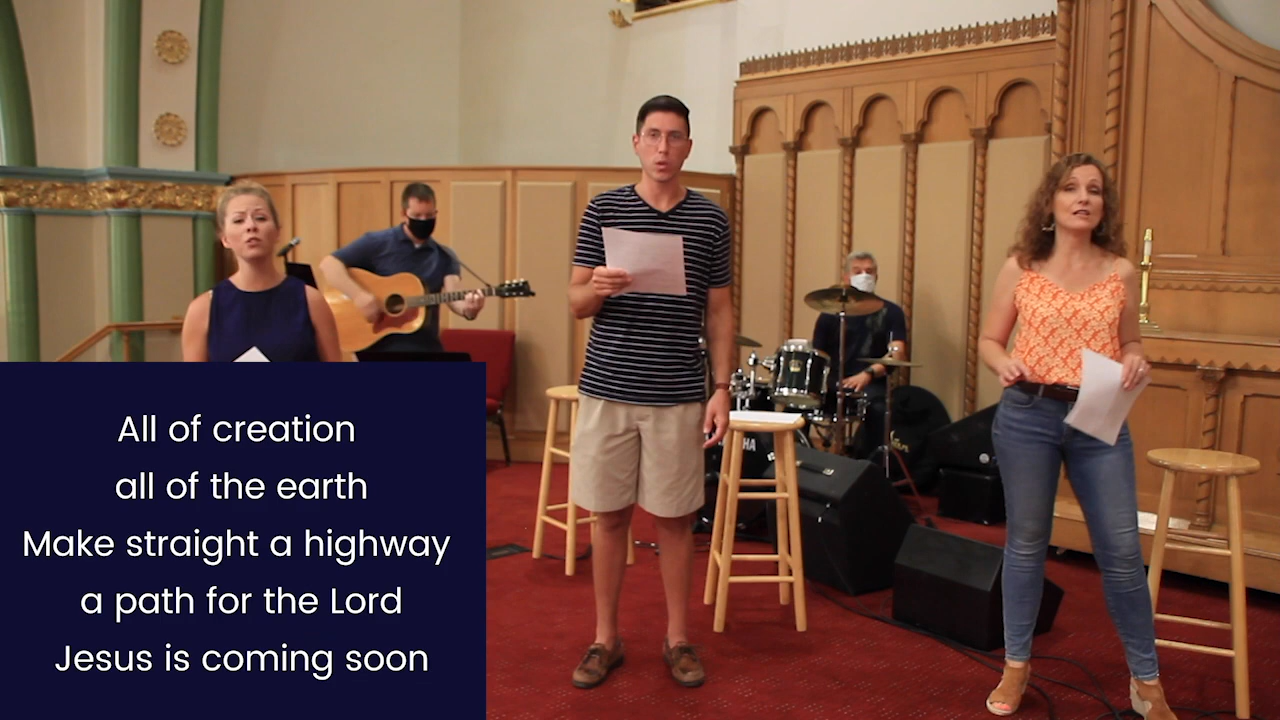 All of creation
all of the earth
Make straight a highway
a path for the Lord
Jesus is coming soon